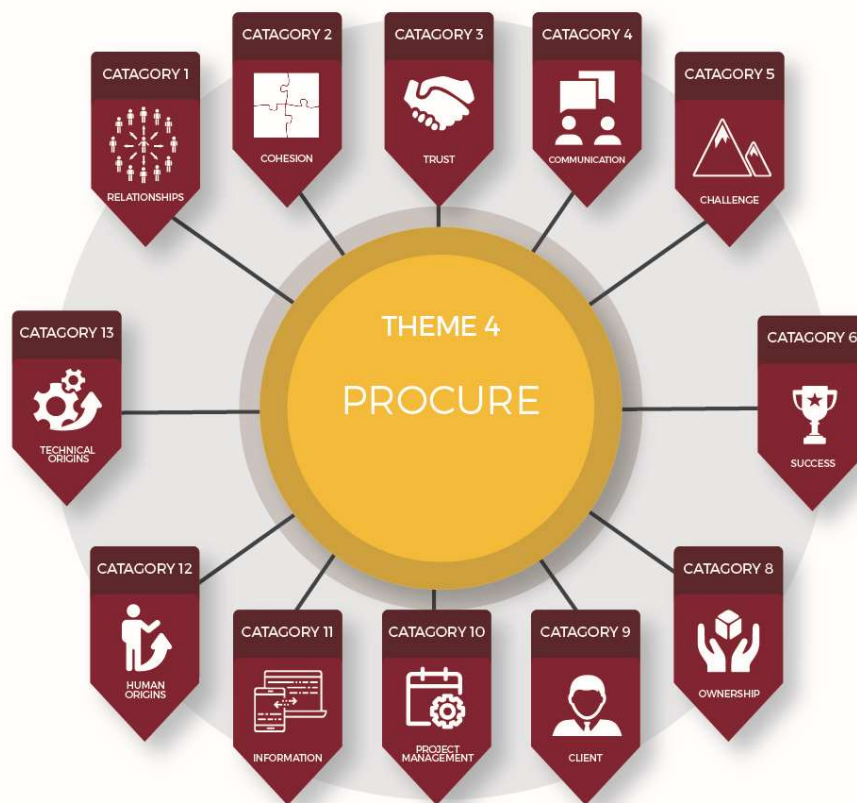 CATAGORY 1
RELATIONSHIPS
CATAGORY 2
COHESION
CATAGORY 3
TRUST
CATAGORY 4
COMMUNICATION
CATAGORY 5
CHALLENGE
CATAGORY 6
SUCCESS
CATAGORY 8
OWNERSHIP
CATAGORY 9
CLIENT
CATAGORY 10
PROJECT
MANAGEMENT
CATAGORY 11
INFORMATION
CATAGORY 12
HUMAN
ORIGINS
CATAGORY 13
TECHNICAL
ORIGINS
THEME 4
PROCURE